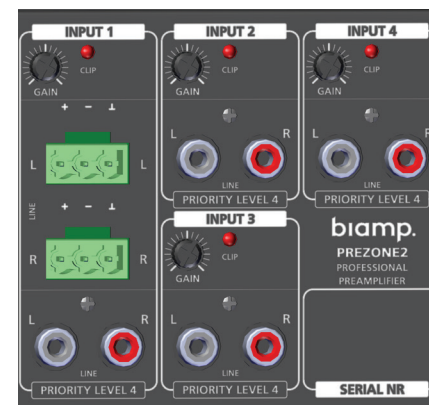 INPUT 1
CLIP
GAIN
+ − ⊥
L L
LINE
+ − ⊥
R R
L R
LINE
PRIORITY LEVEL 4
INPUT 2
CLIP
GAIN
L R
LINE
PRIORITY LEVEL 4
INPUT 3
CLIP
GAIN
L R
LINE
PRIORITY LEVEL 4
INPUT 4
CLIP
GAIN
L R
LINE
PRIORITY LEVEL 4
biamp.
PREZONE2
PROFESSIONAL
PREAMPLIFIER
SERIAL NR